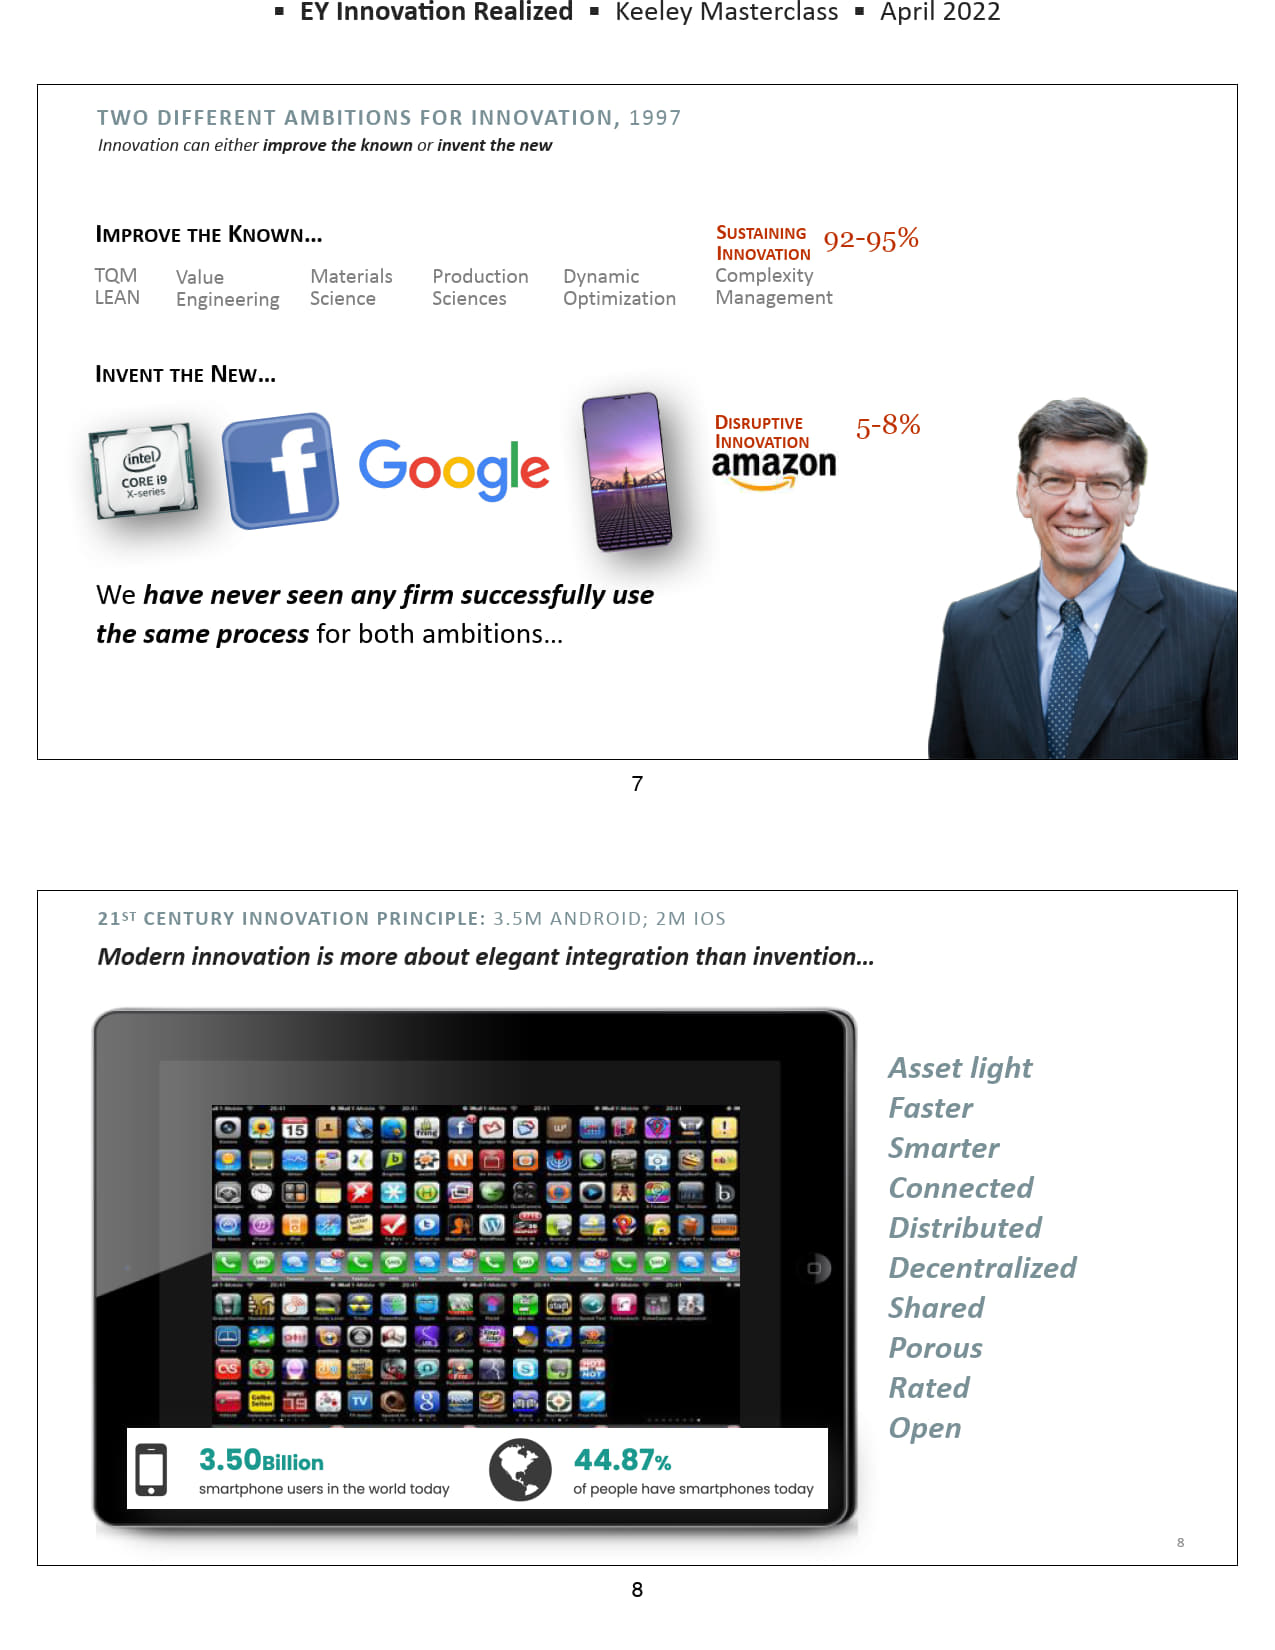 ▪ EY Innovation Realized ▪ Keeley Masterclass ▪ April 2022
TWO DIFFERENT AMBITIONS FOR INNOVATION, 1997
Innovation can either improve the known or invent the new
IMPROVE THE KNOWN...
SUSTAINING
INNOVATION
92-95%
TQM
LEAN
Value
Engineering
Materials
Science
Production
Sciences
Dynamic
Optimization
Complexity
Management
INVENT THE NEW...
intel
CORE i9
X-series
f
Google
DISRUPTIVE
INNOVATION
5-8%
amazon
We have never seen any firm successfully use
the same process for both ambitions...
7
21ST CENTURY INNOVATION PRINCIPLE: 3.5M ANDROID; 2M IOS
Modern innovation is more about elegant integration than invention...
Asset light
Faster
Smarter
Connected
Distributed
Decentralized
Shared
Porous
Rated
Open
3.50Billion
smartphone users in the world today
44.87%
of people have smartphones today
8
8